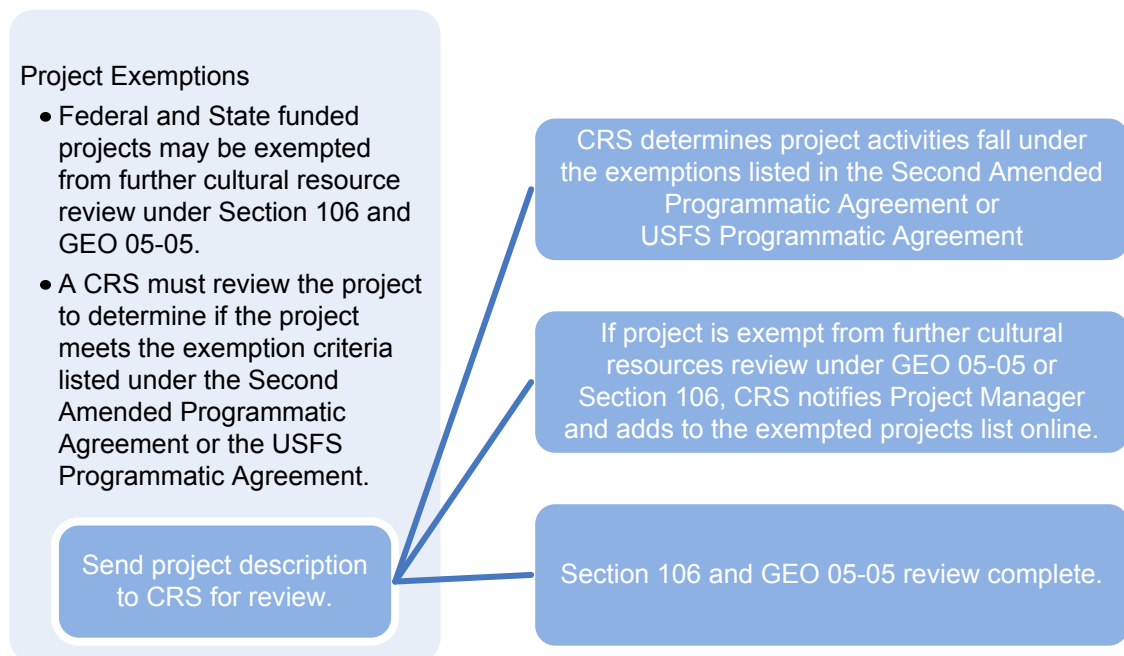 Project Exemptions
• Federal and State funded
projects may be exempted
from further cultural resource
review under Section 106 and
GEO 05-05.
• A CRS must review the project
to determine if the project
meets the exemption criteria
listed under the Second
Amended Programmatic
Agreement or the USFS
Programmatic Agreement.
Send project description
to CRS for review.
CRS determines project activities fall under
the exemptions listed in the Second Amended
Programmatic Agreement or
USFS Programmatic Agreement
If project is exempt from further cultural
resources review under GEO 05-05 or
Section 106, CRS notifies Project Manager
and adds to the exempted projects list online.
Section 106 and GEO 05-05 review complete.